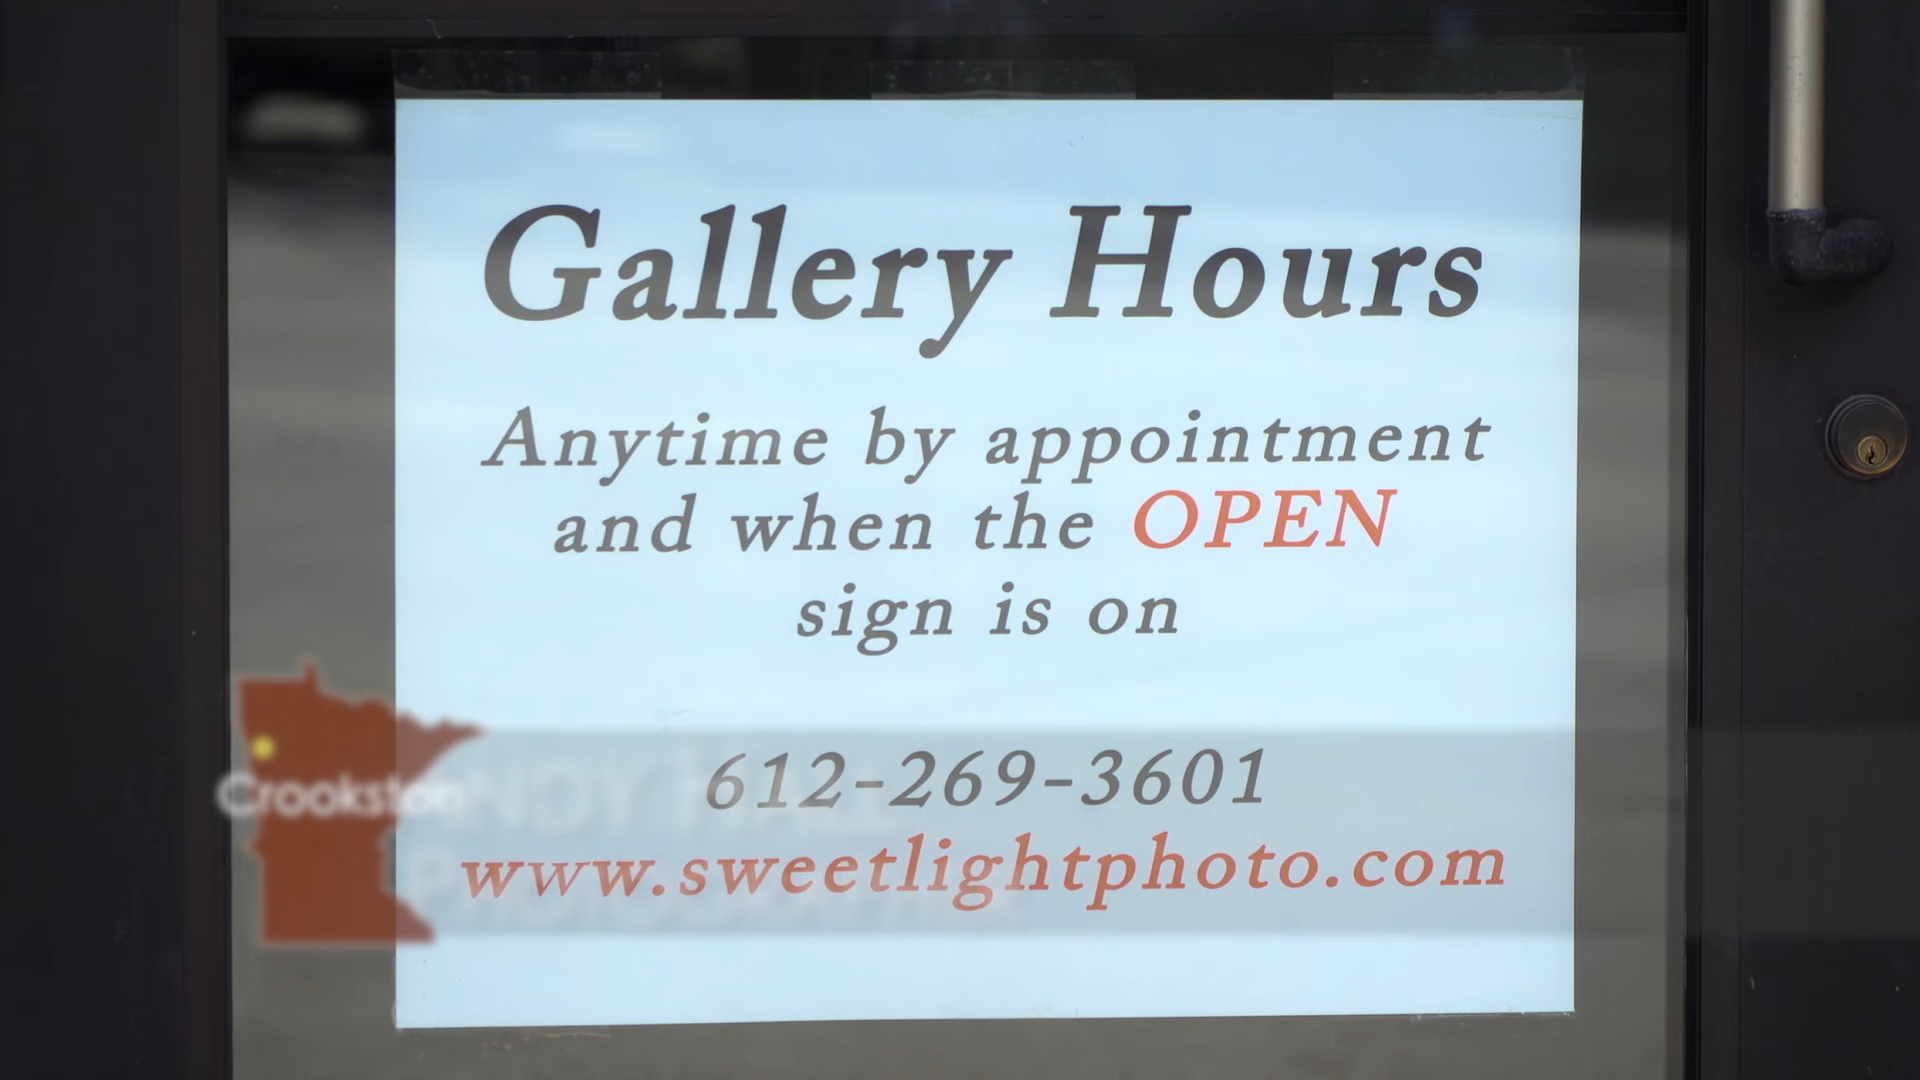 Gallery Hours
Anytime by appointment
and when the OPEN
sign is on
612-269-3601
www.sweetlightphoto.com
Crookston